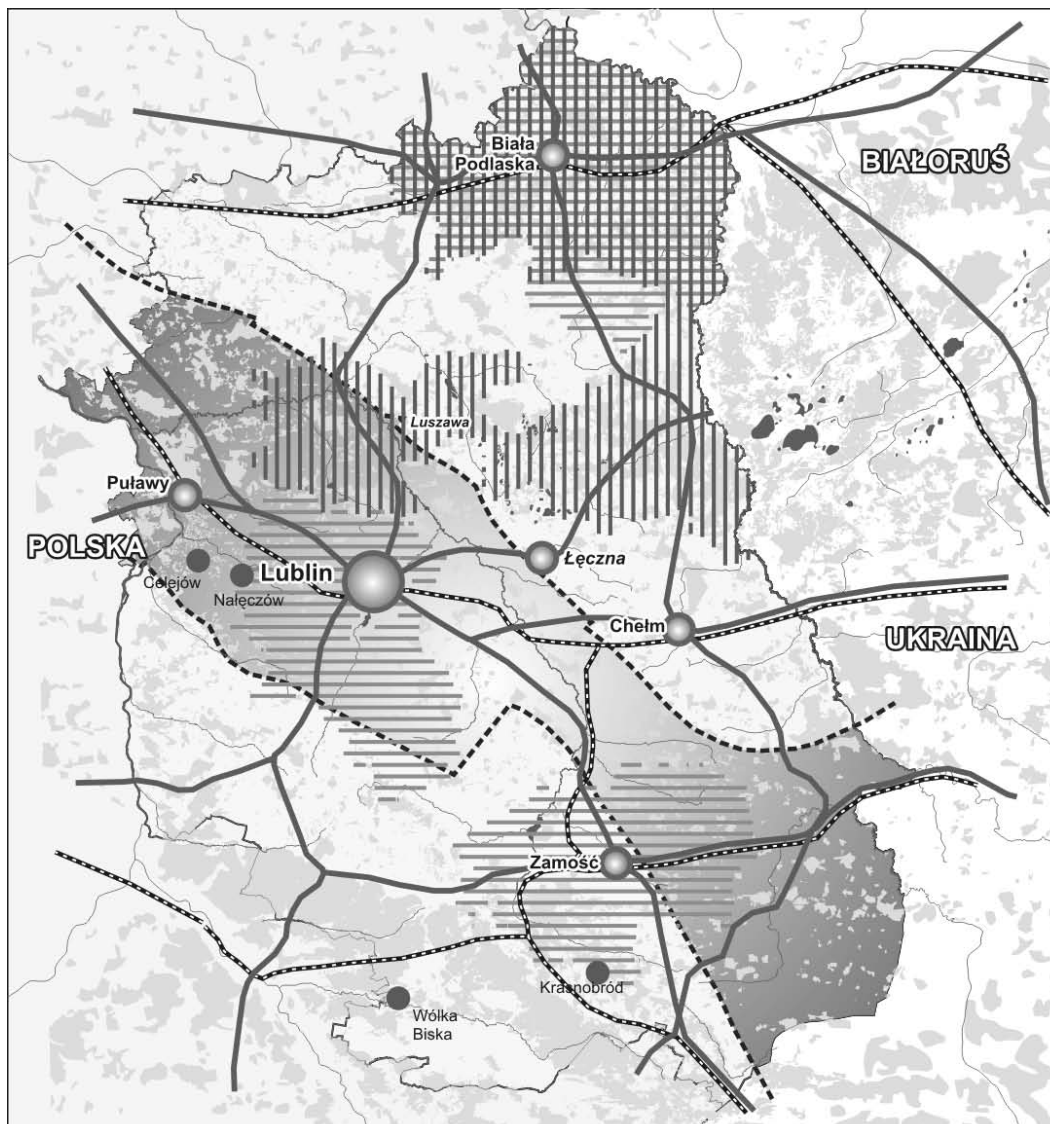 Biała
Podlaska
BIAŁORUŚ
Luszawa
Puławy
POLSKA
Celejów
Nałęczów
Lublin
Łęczna
Chełm
UKRAINA
Zamość
Krasnobród
Wólka
Biska